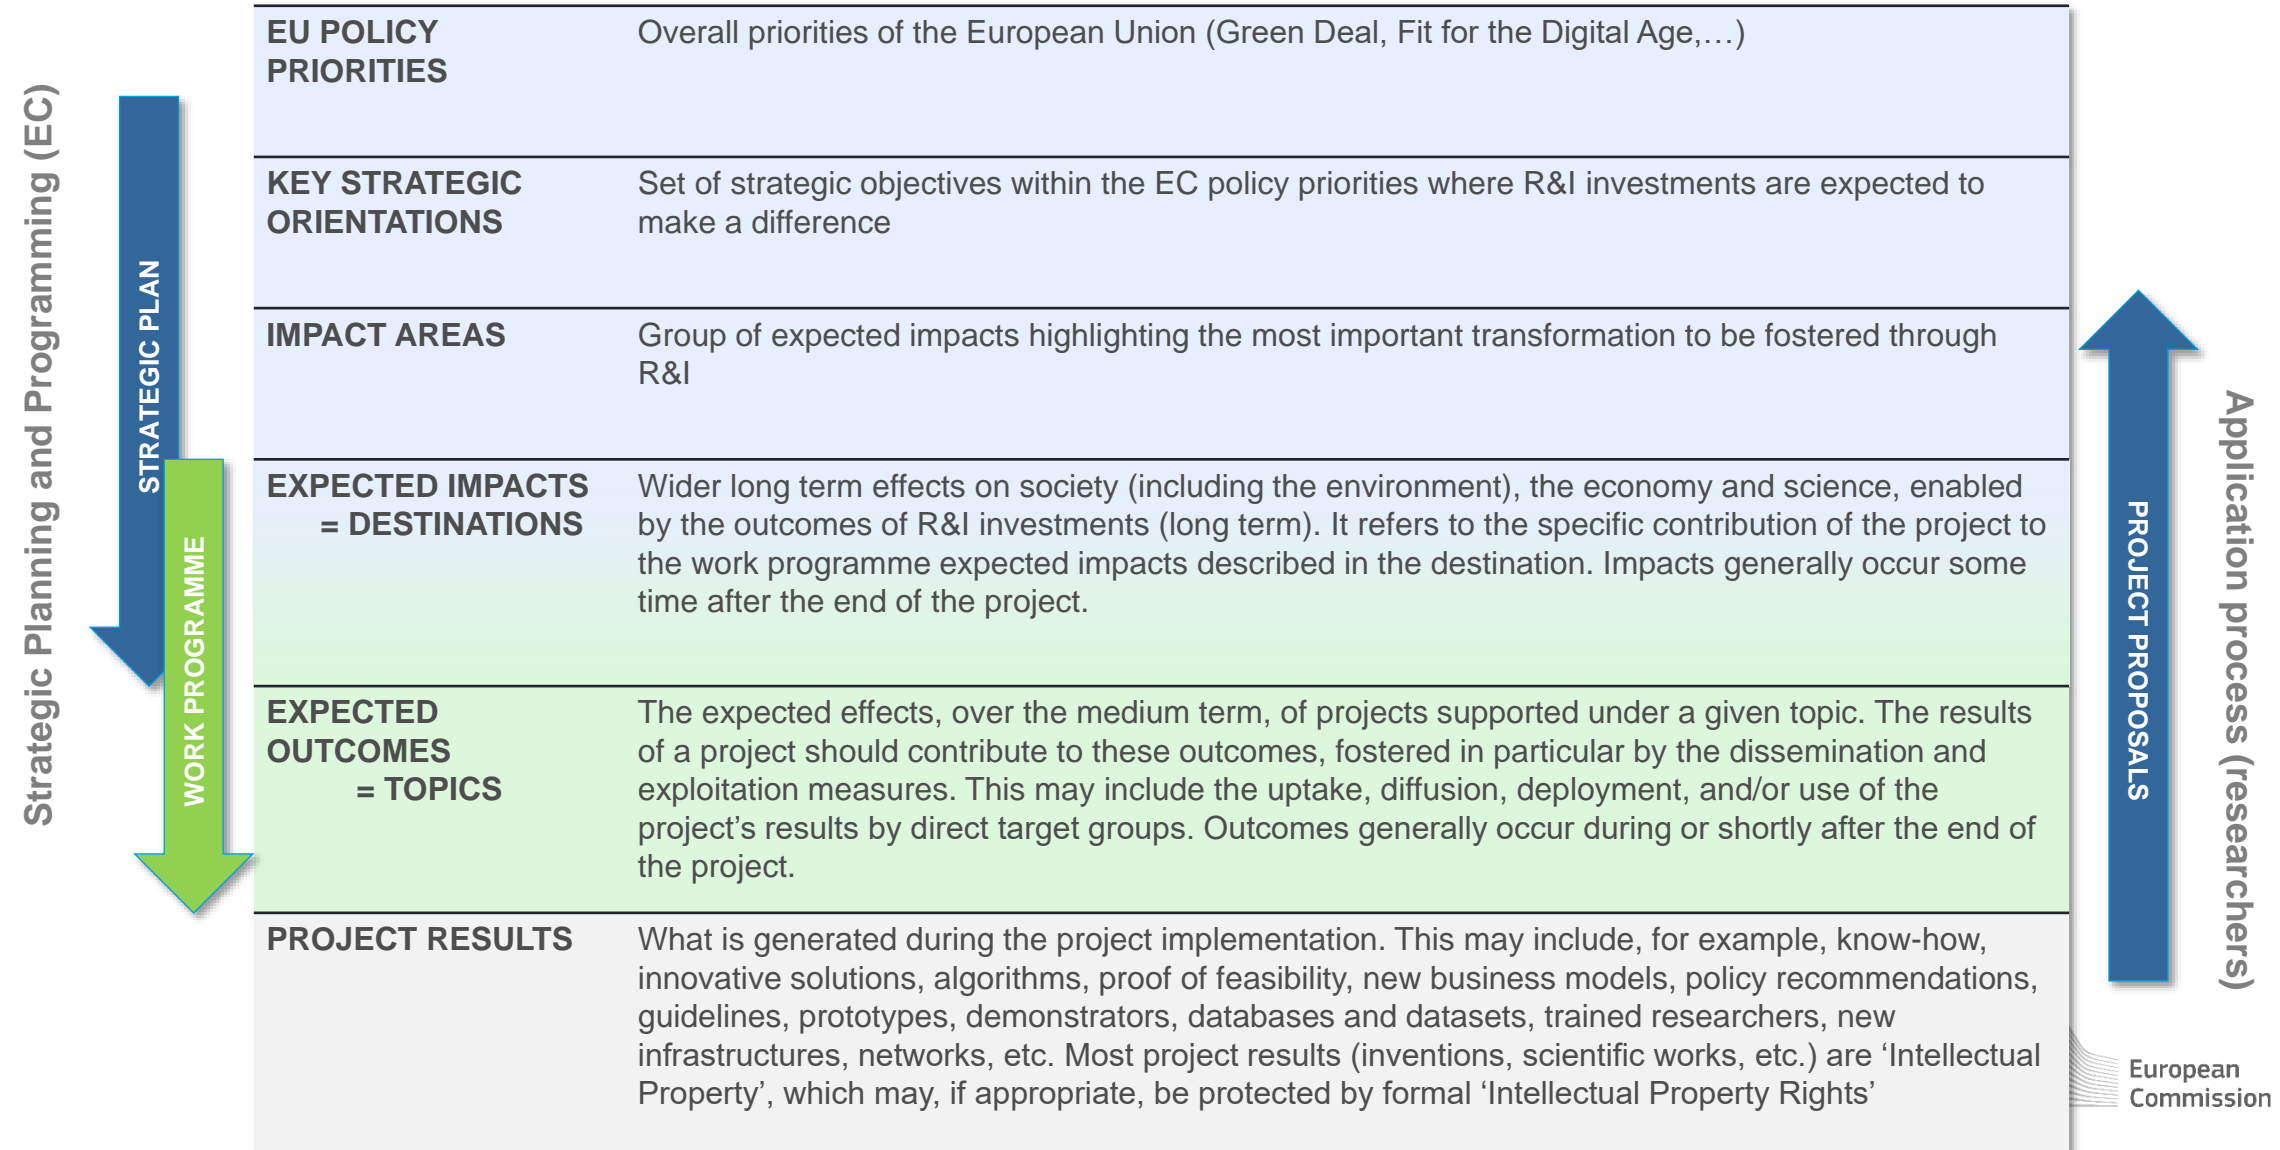 Strategic Planning and Programming (EC)
STRATEGIC PLAN
WORK PROGRAMME
EU POLICY
PRIORITIES
Overall priorities of the European Union (Green Deal, Fit for the Digital Age,…)
KEY STRATEGIC
ORIENTATIONS
Set of strategic objectives within the EC policy priorities where R&I investments are expected to
make a difference
IMPACT AREAS
Group of expected impacts highlighting the most important transformation to be fostered through
R&I
EXPECTED IMPACTS
= DESTINATIONS
Wider long term effects on society (including the environment), the economy and science, enabled
by the outcomes of R&I investments (long term). It refers to the specific contribution of the project to
the work programme expected impacts described in the destination. Impacts generally occur some
time after the end of the project.
EXPECTED
OUTCOMES
= TOPICS
The expected effects, over the medium term, of projects supported under a given topic. The results
of a project should contribute to these outcomes, fostered in particular by the dissemination and
exploitation measures. This may include the uptake, diffusion, deployment, and/or use of the
project’s results by direct target groups. Outcomes generally occur during or shortly after the end of
the project.
PROJECT RESULTS
What is generated during the project implementation. This may include, for example, know-how,
innovative solutions, algorithms, proof of feasibility, new business models, policy recommendations,
guidelines, prototypes, demonstrators, databases and datasets, trained researchers, new
infrastructures, networks, etc. Most project results (inventions, scientific works, etc.) are ‘Intellectual
Property’, which may, if appropriate, be protected by formal ‘Intellectual Property Rights’
PROJECT PROPOSALS
Application process (researchers)
European
Commission